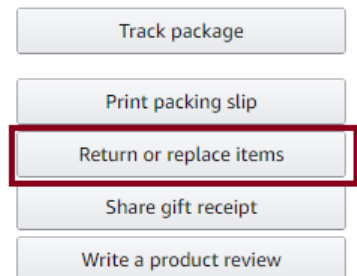 Track package
Print packing slip
Return or replace items
Share gift receipt
Write a product review